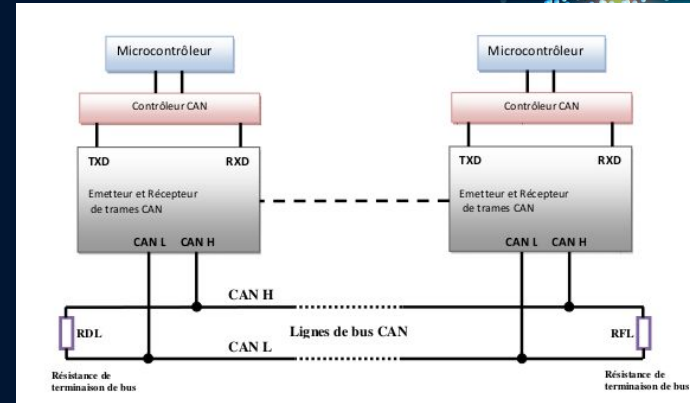 Microcontrôleur
Microcontrôleur
Contrôleur CAN
Contrôleur CAN
TXD RXD
TXD RXD
Emetteur et Récepteur
de trames CAN
Emetteur et Récepteur
de trames CAN
CAN L CAN H
CAN L CAN H
CAN H
RDL
Lignes de bus CAN
RFL
CAN L
Résistance de
terminaison de bus
Résistance de
terminaison de bus